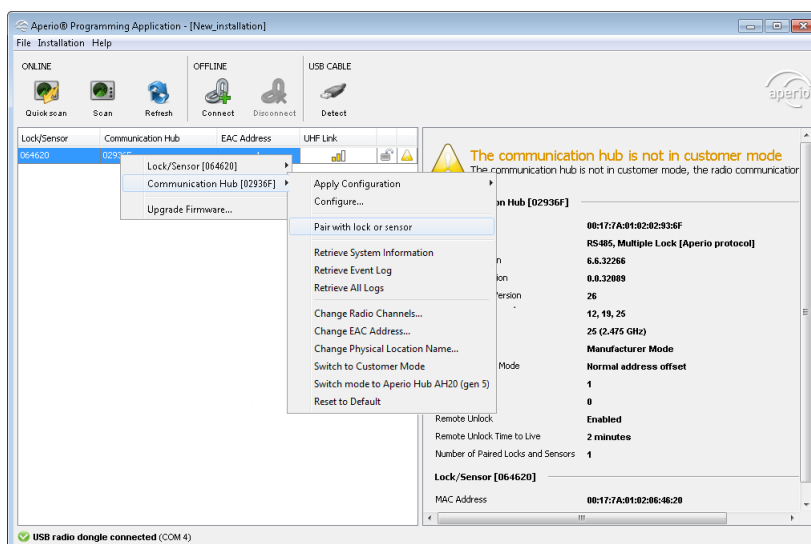 Aperio® Programming Application - [New_installation]
File Installation Help
ONLINE OFFLINE USB CABLE
Quick scan Scan Refresh Connect Disconnect Detect
aperio
Lock/Sensor Communication Hub EAC Address UHF Link
064620 02936F
Lock/Sensor [064620]
Communication Hub [02936F]
Upgrade Firmware...
Apply Configuration
Configure...
Pair with lock or sensor
Retrieve System Information
Retrieve Event Log
Retrieve All Logs
Change Radio Channels...
Change EAC Address...
Change Physical Location Name...
Switch to Customer Mode
Switch mode to Aperio Hub AH20 (gen 5)
Reset to Default
The communication hub is not in customer mode
The communication hub is not in customer mode, the radio communication
on Hub [02936F]
00:17:7A:01:02:02:93:6F
RS485, Multiple Lock [Aperio protocol]
n 6.6.32266
ion 0.0.32089
Version 26
12, 19, 25
25 (2.475 GHz)
Manufacturer Mode
Mode Normal address offset
1
0
Remote Unlock Enabled
Remote Unlock Time to Live 2 minutes
Number of Paired Locks and Sensors 1
Lock/Sensor [064620]
MAC Address 00:17:7A:01:02:06:46:20
USB radio dongle connected (COM 4)